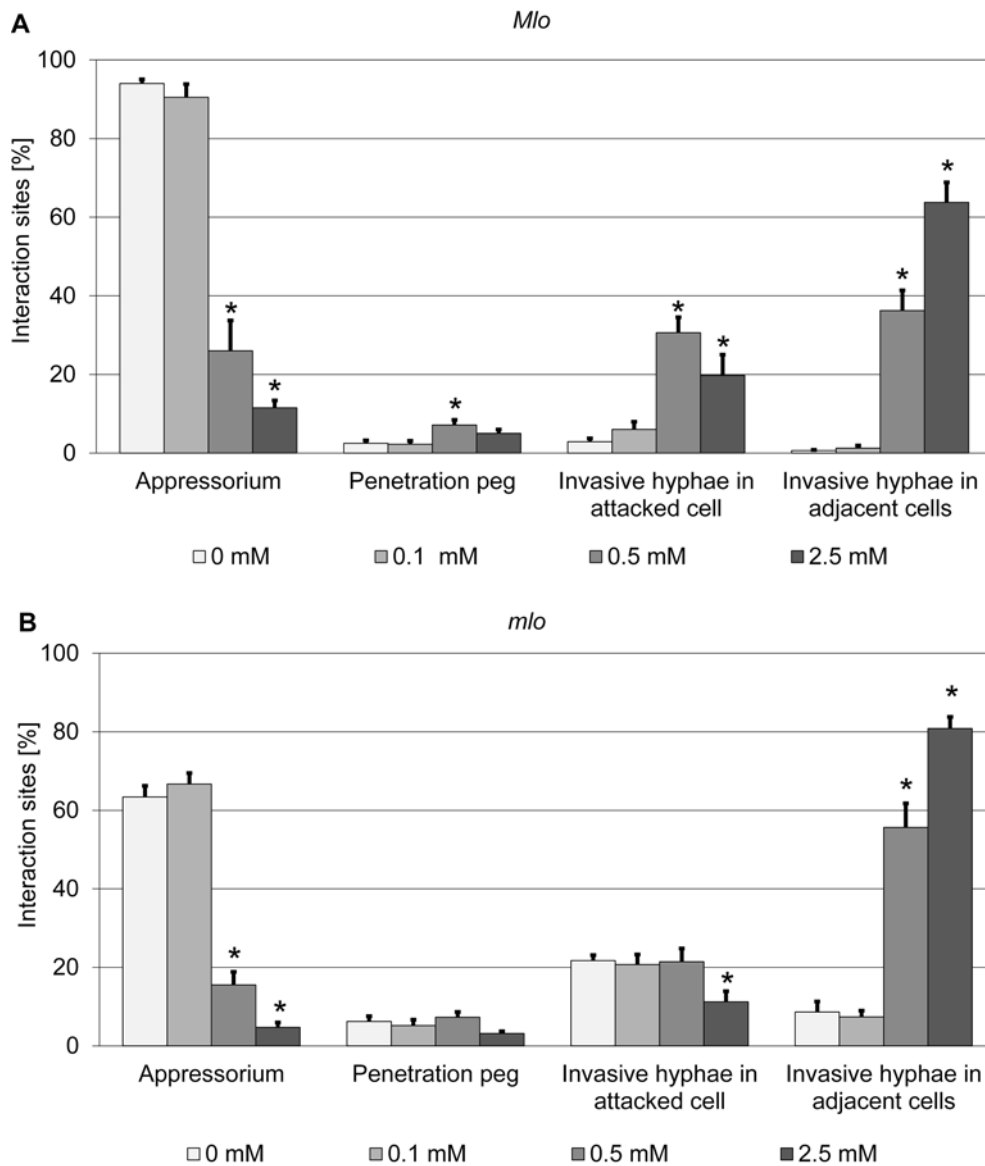 A
Mlo
Interaction sites [%]
100
80
60
40
20
0
*
*
*
*
*
*
*
Appressorium
Penetration peg
Invasive hyphae in
attacked cell
Invasive hyphae in
adjacent cells
0 mM
0.1 mM
0.5 mM
2.5 mM
B
mlo
Interaction sites [%]
100
80
60
40
20
0
*
*
*
*
*
Appressorium
Penetration peg
Invasive hyphae in
attacked cell
Invasive hyphae in
adjacent cells
0 mM
0.1 mM
0.5 mM
2.5 mM